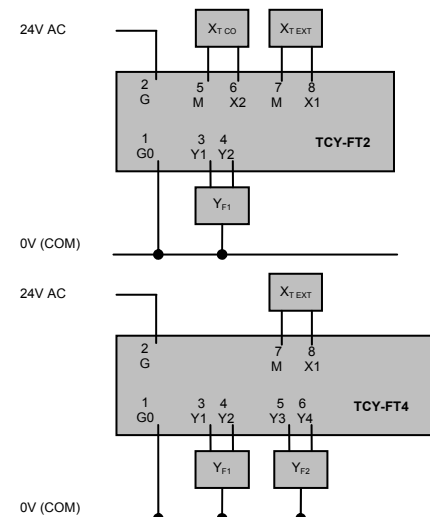 24V AC
XT CO XT EXT
2 5 6 7 8
G M X2 M X1
1 3 4 TCY-FT2
G0 Y1 Y2
YF1
0V (COM)
24V AC
XT EXT
2 7 8
G M X1
1 3 4 5 6 TCY-FT4
G0 Y1 Y2 Y3 Y4
YF1 YF2
0V (COM)